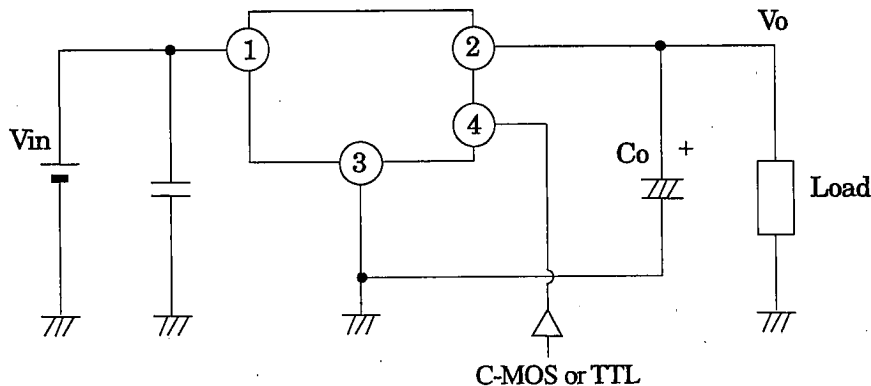 Vo
1
2
Vin
4
3
Co
+
Load
C-MOS or TTL